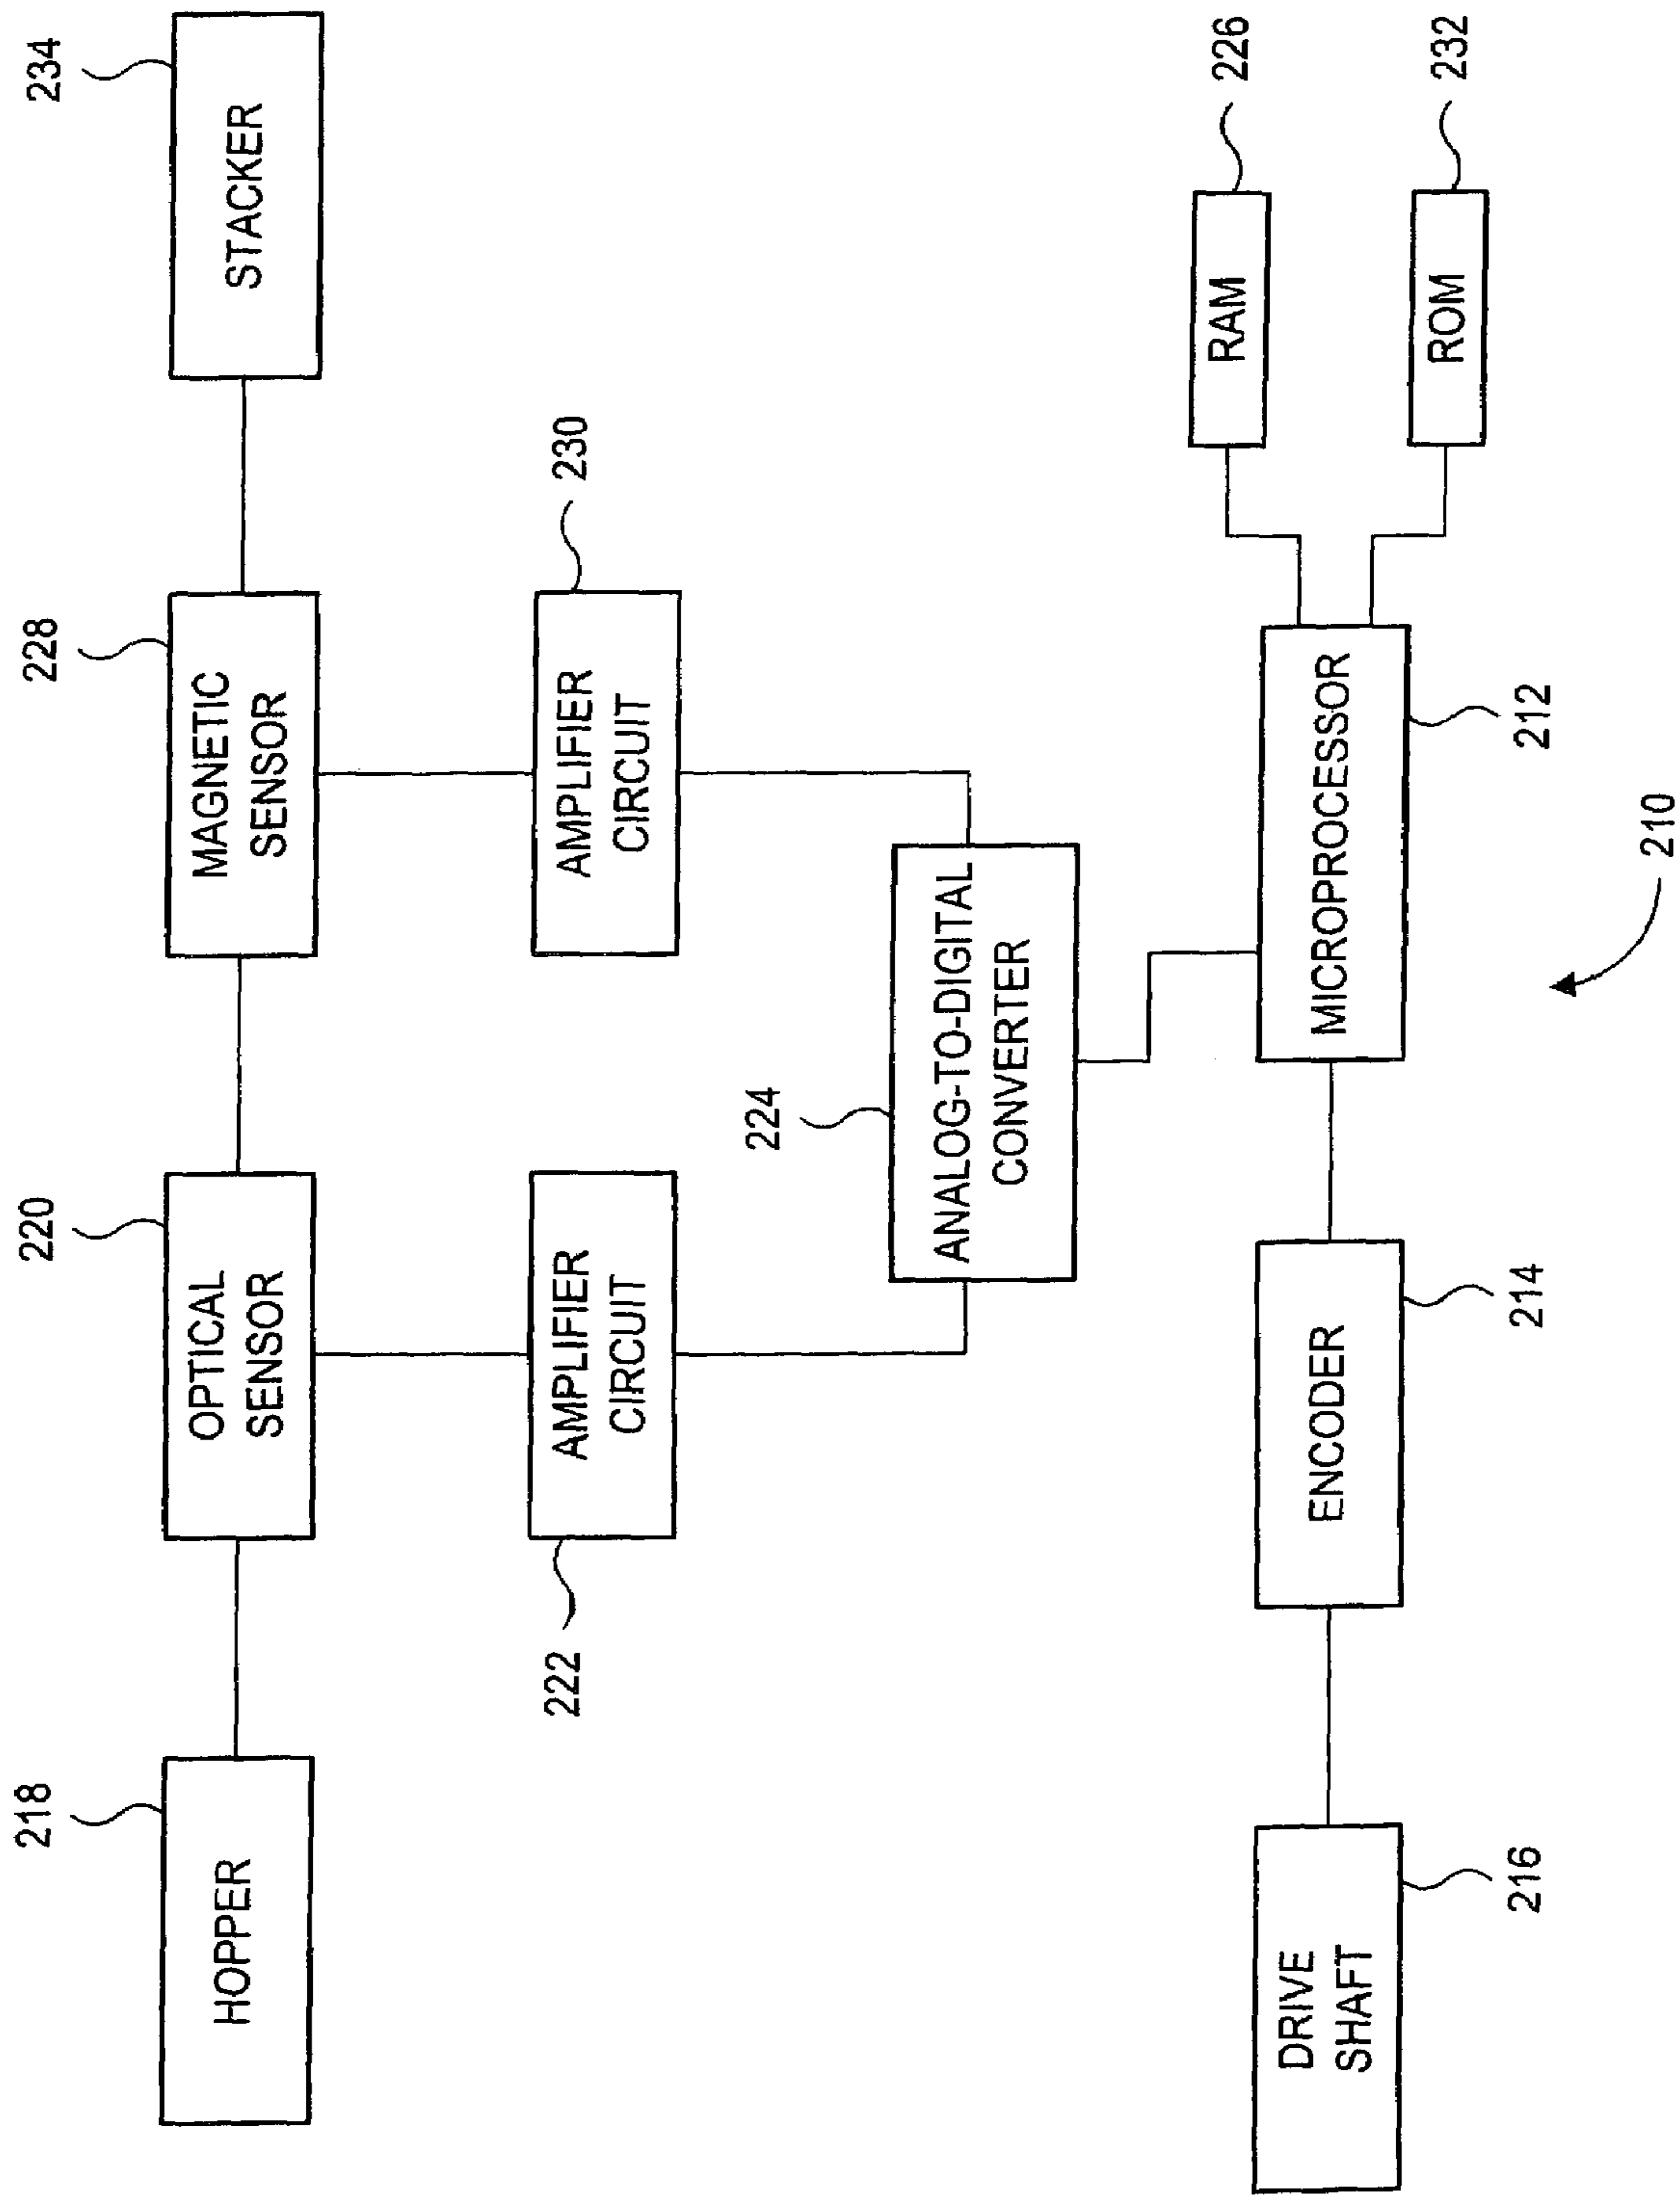 218
HOPPER
220
OPTICAL
SENSOR
228
MAGNETIC
SENSOR
234
STACKER
222
AMPLIFIER
CIRCUIT
230
AMPLIFIER
CIRCUIT
224
ANALOG-TO-DIGITAL
CONVERTER
DRIVE
SHAFT
216
ENCODER
214
MICROPROCESSOR
212
RAM
226
ROM
232
210